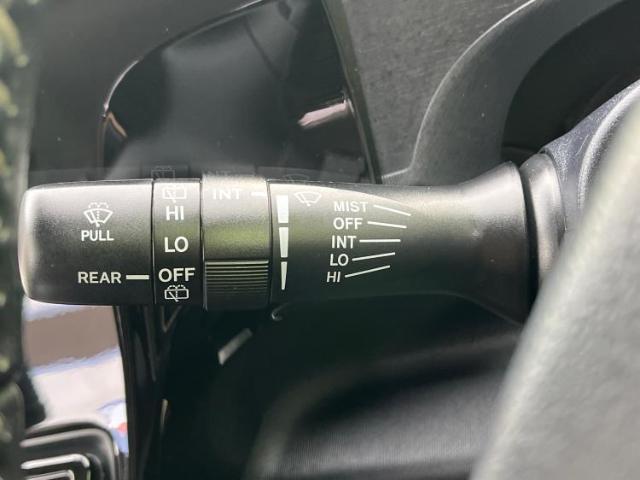 PULL
REAR
HI
LO
OFF
INT
MIST
OFF
INT
LO
HI